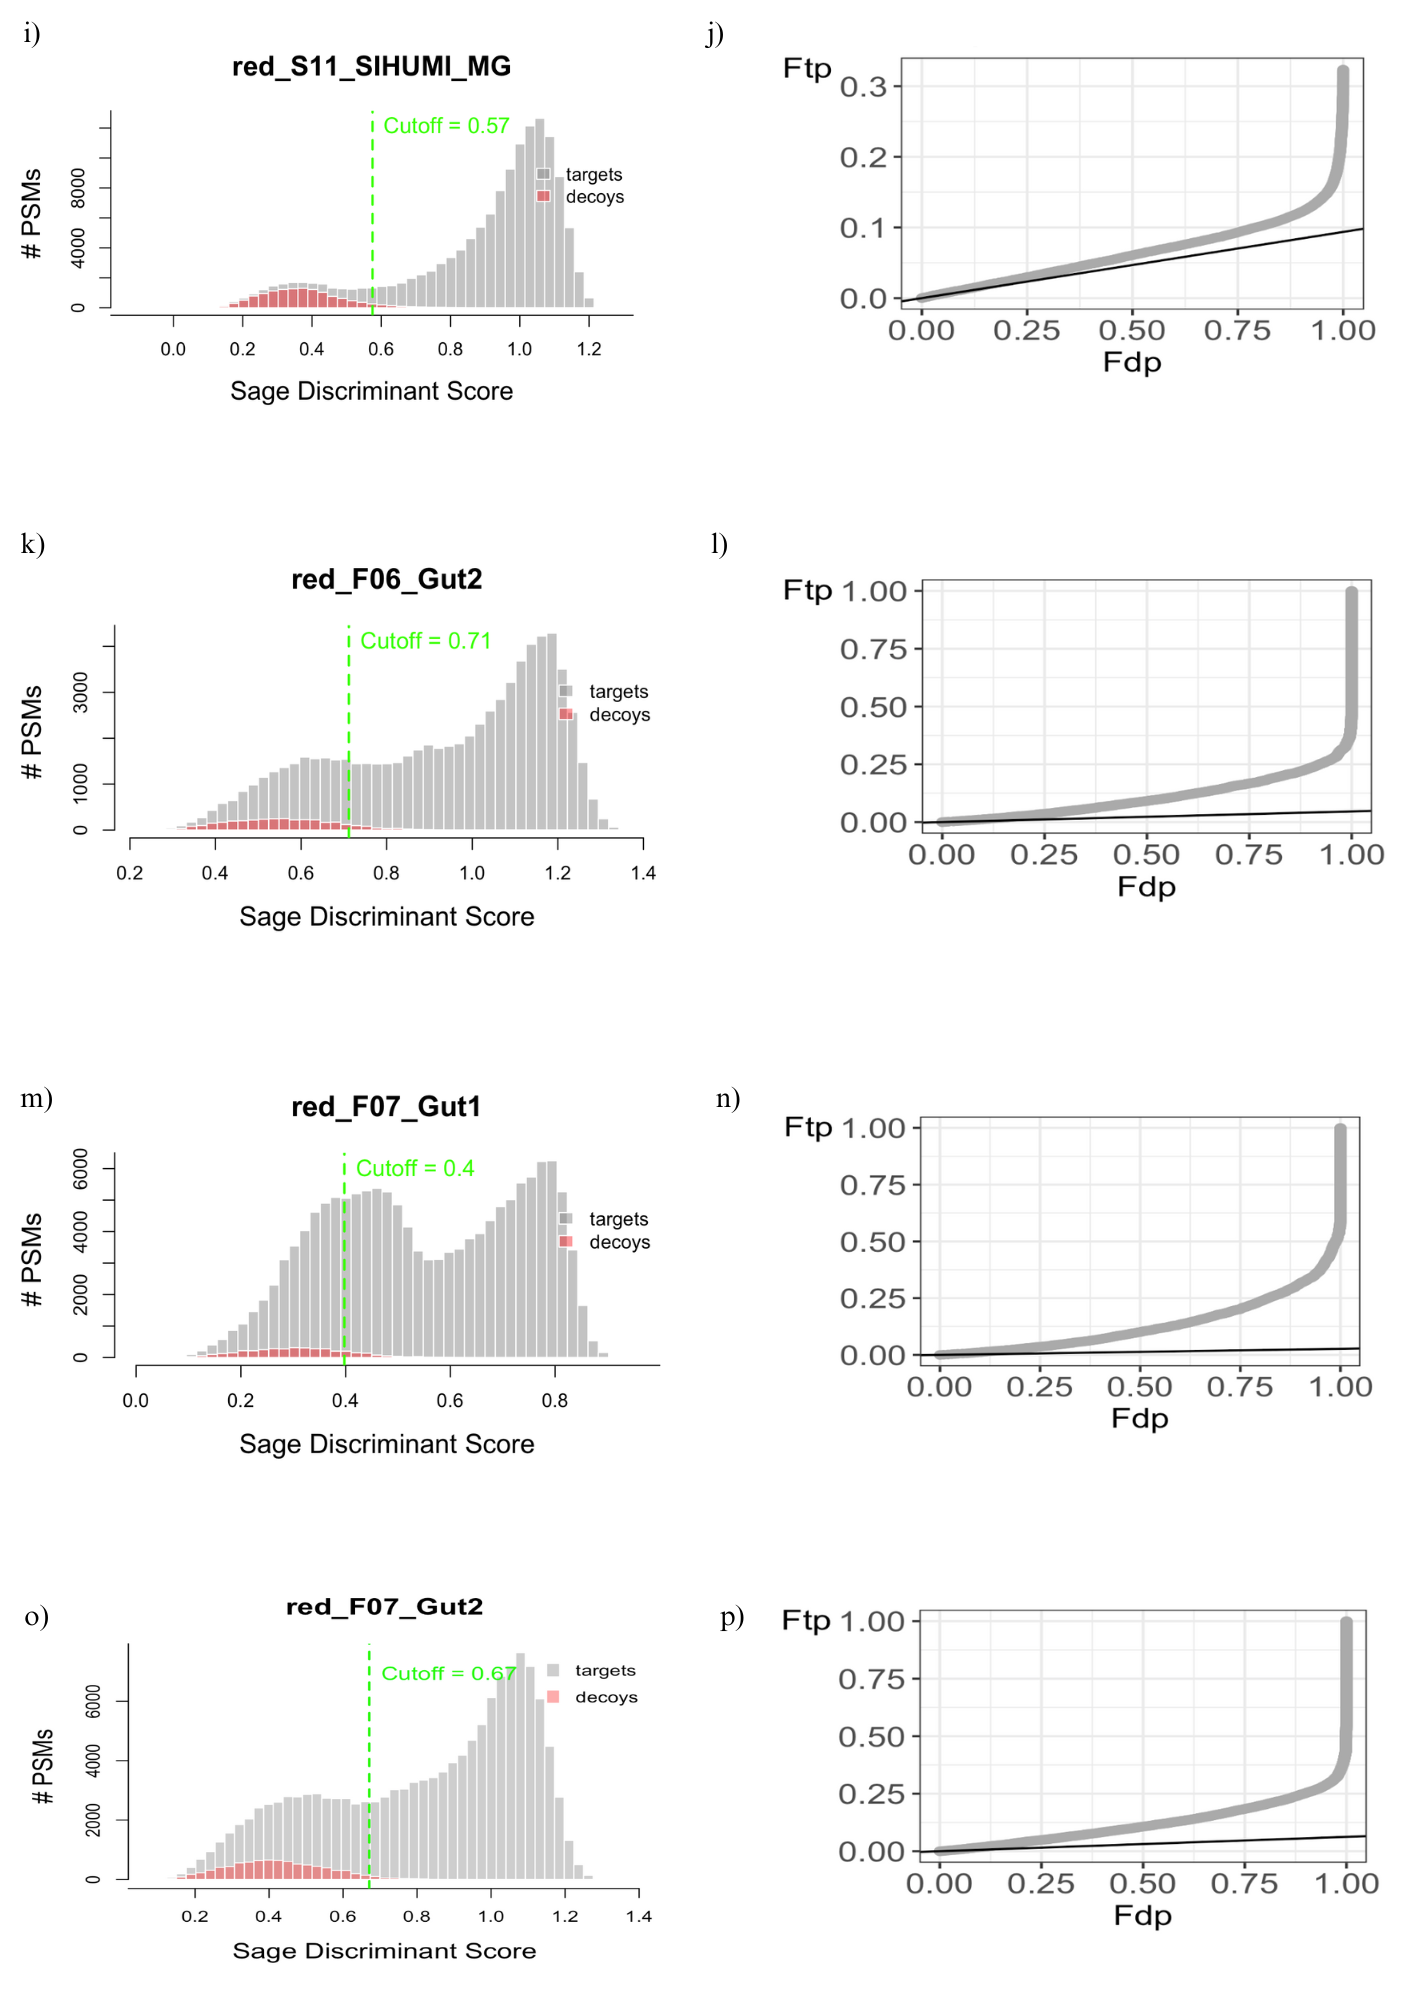 i)
red_S11_SIHUMI_MG
Cutoff = 0.57
targets
decoys
# PSMs
0 4000 8000
0.0 0.2 0.4 0.6 0.8 1.0 1.2
Sage Discriminant Score
j)
Ftp
0.3
0.2
0.1
0.0
0.00 0.25 0.50 0.75 1.00
Fdp
k)
red_F06_Gut2
Cutoff = 0.71
targets
decoys
# PSMs
0 1000 3000
0.2 0.4 0.6 0.8 1.0 1.2 1.4
Sage Discriminant Score
l)
Ftp 1.00
0.75
0.50
0.25
0.00
0.00 0.25 0.50 0.75 1.00
Fdp
m)
red_F07_Gut1
Cutoff = 0.4
targets
decoys
# PSMs
0 2000 4000 6000
0.0 0.2 0.4 0.6 0.8
Sage Discriminant Score
n)
Ftp 1.00
0.75
0.50
0.25
0.00
0.00 0.25 0.50 0.75 1.00
Fdp
o)
red_F07_Gut2
Cutoff = 0.67
targets
decoys
# PSMs
0 2000 4000 6000
0.2 0.4 0.6 0.8 1.0 1.2 1.4
Sage Discriminant Score
p)
Ftp 1.00
0.75
0.50
0.25
0.00
0.00 0.25 0.50 0.75 1.00
Fdp